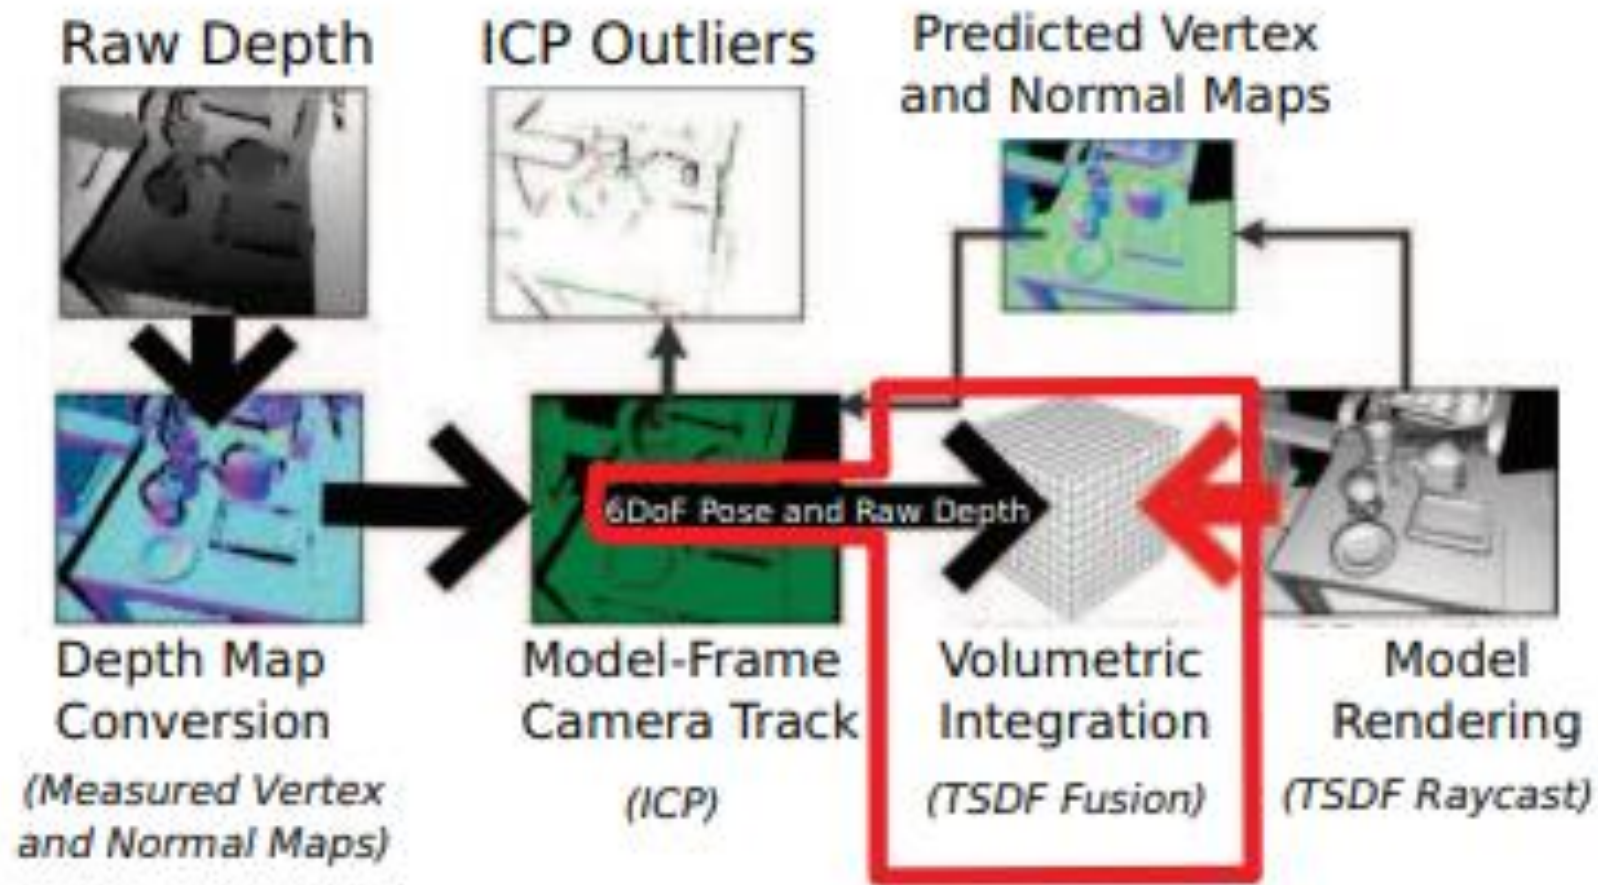 Raw Depth
ICP Outliers
Predicted Vertex
and Normal Maps
6DoF Pose and Raw Depth
Depth Map
Conversion
(Measured Vertex
and Normal Maps)
Model-Frame
Camera Track
(ICP)
Volumetric
Integration
(TSDF Fusion)
Model
Rendering
(TSDF Raycast)